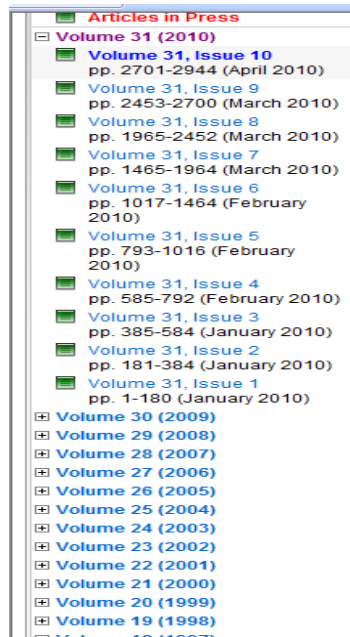 Articles in Press
Volume 31 (2010)
Volume 31, Issue 10
pp. 2701-2944 (April 2010)
Volume 31, Issue 9
pp. 2453-2700 (March 2010)
Volume 31, Issue 8
pp. 1965-2452 (March 2010)
Volume 31, Issue 7
pp. 1465-1964 (March 2010)
Volume 31, Issue 6
pp. 1017-1464 (February
2010)
Volume 31, Issue 5
pp. 793-1016 (February
2010)
Volume 31, Issue 4
pp. 585-792 (February 2010)
Volume 31, Issue 3
pp. 385-584 (January 2010)
Volume 31, Issue 2
pp. 181-384 (January 2010)
Volume 31, Issue 1
pp. 1-180 (January 2010)
Volume 30 (2009)
Volume 29 (2008)
Volume 28 (2007)
Volume 27 (2006)
Volume 26 (2005)
Volume 25 (2004)
Volume 24 (2003)
Volume 23 (2002)
Volume 22 (2001)
Volume 21 (2000)
Volume 20 (1999)
Volume 19 (1998)